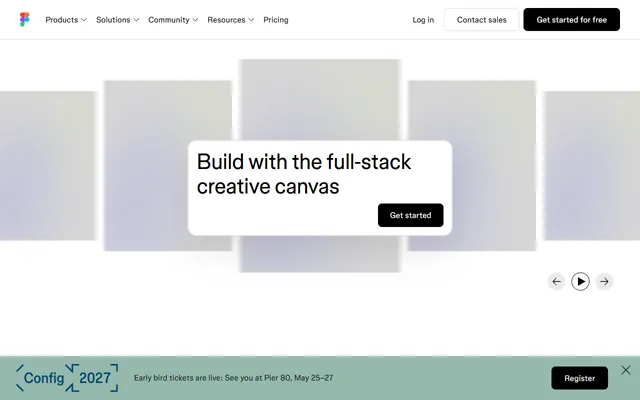 Products
Solutions
Community
Resources
Pricing
Log in
Contact sales
Get started for free
Build with the full-stack
creative canvas
Get started
Config 2027
Early bird tickets are live: See you at Pier 80, May 25–27
Register